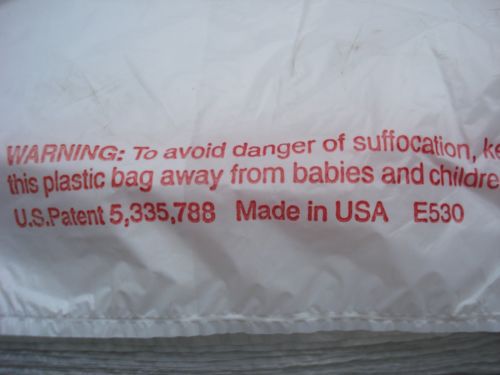 WARNING: To avoid danger of suffocation, ke
this plastic bag away from babies and childre
U.S.Patent 5,335,788 Made in USA E530